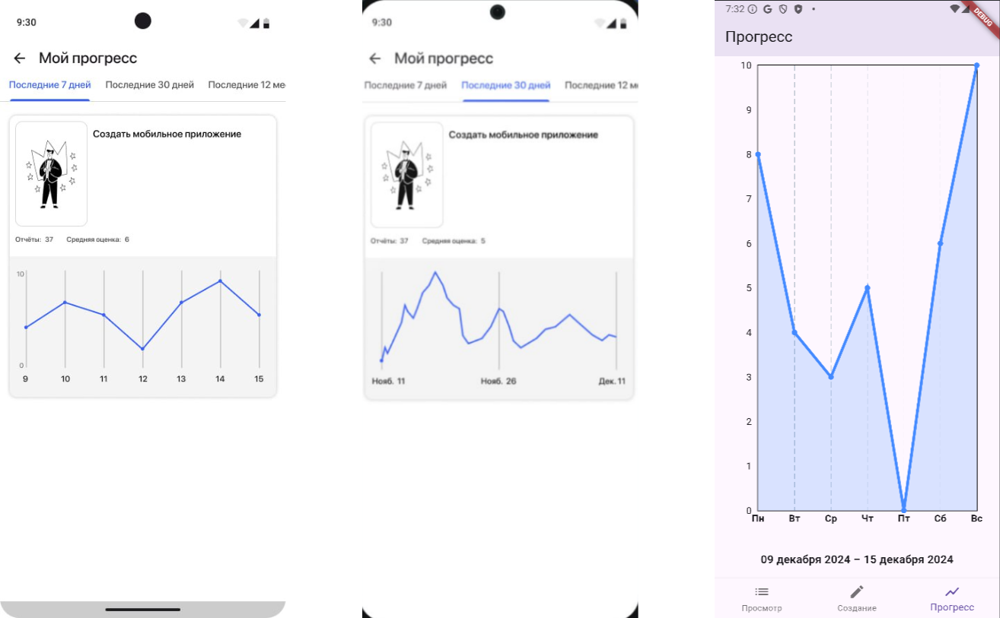 9:30
Мой прогресс
Последние 7 дней Последние 30 дней Последние 12 ме
Создать мобильное приложение
Отчёты: 37 Средняя оценка: 6
10
0
9 10 11 12 13 14 15
9:30
Мой прогресс
Последние 7 дней Последние 30 дней Последние 12 м
Создать мобильное приложение
Отчёты: 37 Средняя оценка: 5
Нояб. 11 Нояб. 26 Дек. 11
7:32
DEBUG
Прогресс
10
9
8
7
6
5
4
3
2
1
0
Пн Вт Ср Чт Пт Сб Вс
09 декабря 2024 – 15 декабря 2024
Просмотр Создание Прогресс